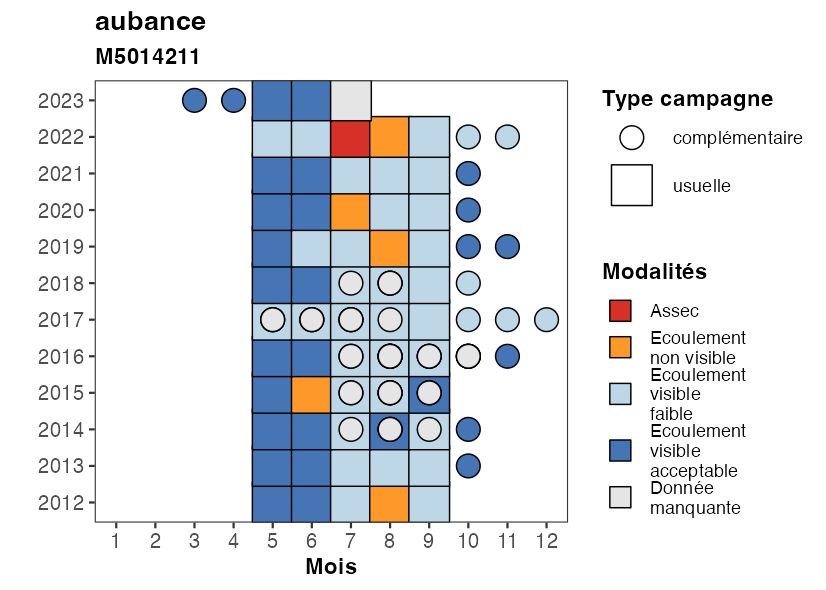 aubance
M5014211
2023
2022
2021
2020
2019
2018
2017
2016
2015
2014
2013
2012
1 2 3 4 5 6 7 8 9 10 11 12
Mois
Type campagne
complémentaire
usuelle
Modalités
Assec
Ecoulement
non visible
Ecoulement
visible
faible
Ecoulement
visible
acceptable
Donnée
manquante